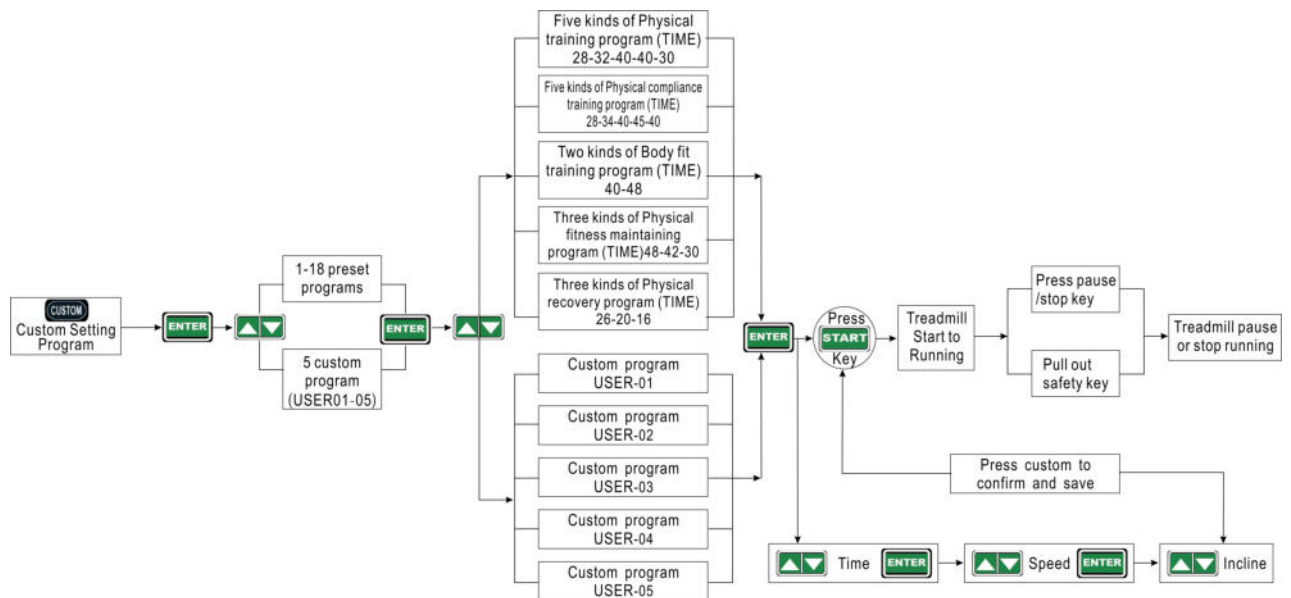 CUSTOM
Custom Setting
Program
ENTER
1-18 preset
programs
5 custom
program
(USER01-05)
ENTER
Five kinds of Physical
training program (TIME)
28-32-40-40-30
Five kinds of Physical compliance
training program (TIME)
28-34-40-45-40
Two kinds of Body fit
training program (TIME)
40-48
Three kinds of Physical
fitness maintaining
program (TIME)48-42-30
Three kinds of Physical
recovery program (TIME)
26-20-16
Custom program
USER-01
Custom program
USER-02
Custom program
USER-03
Custom program
USER-04
Custom program
USER-05
ENTER
Press
START
Key
Treadmill
Start to
Running
Press pause
/stop key
Pull out
safety key
Treadmill pause
or stop running
Press custom to
confirm and save
Time ENTER
Speed ENTER
Incline